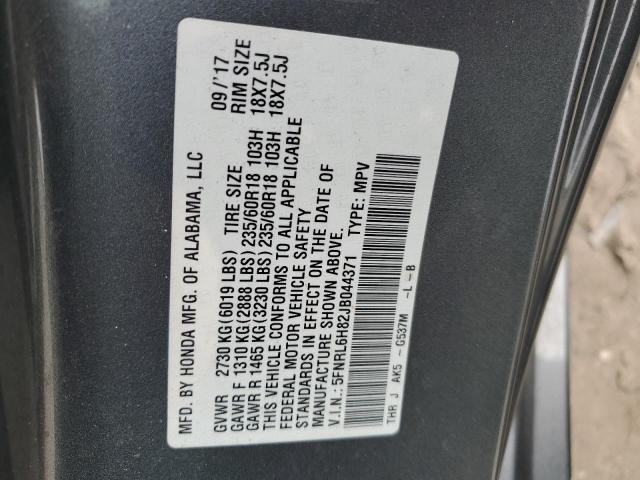 MFD. BY HONDA MFG. OF ALABAMA, LLC 09/'17
GVWR 2730 KG(6019 LBS) TIRE SIZE RIM SIZE
GAWR F 1310 KG(2888 LBS)235/60R18 103H 18X7.5J
GAWR R 1465 KG(3230 LBS)235/60R18 103H 18X7.5J
THIS VEHICLE CONFORMS TO ALL APPLICABLE
FEDERAL MOTOR VEHICLE SAFETY
STANDARDS IN EFFECT ON THE DATE OF
MANUFACTURE SHOWN ABOVE.
V.I.N.: 5FNRL6H82JB044371 TYPE: MPV
THR J AK5 -G537M -L -B